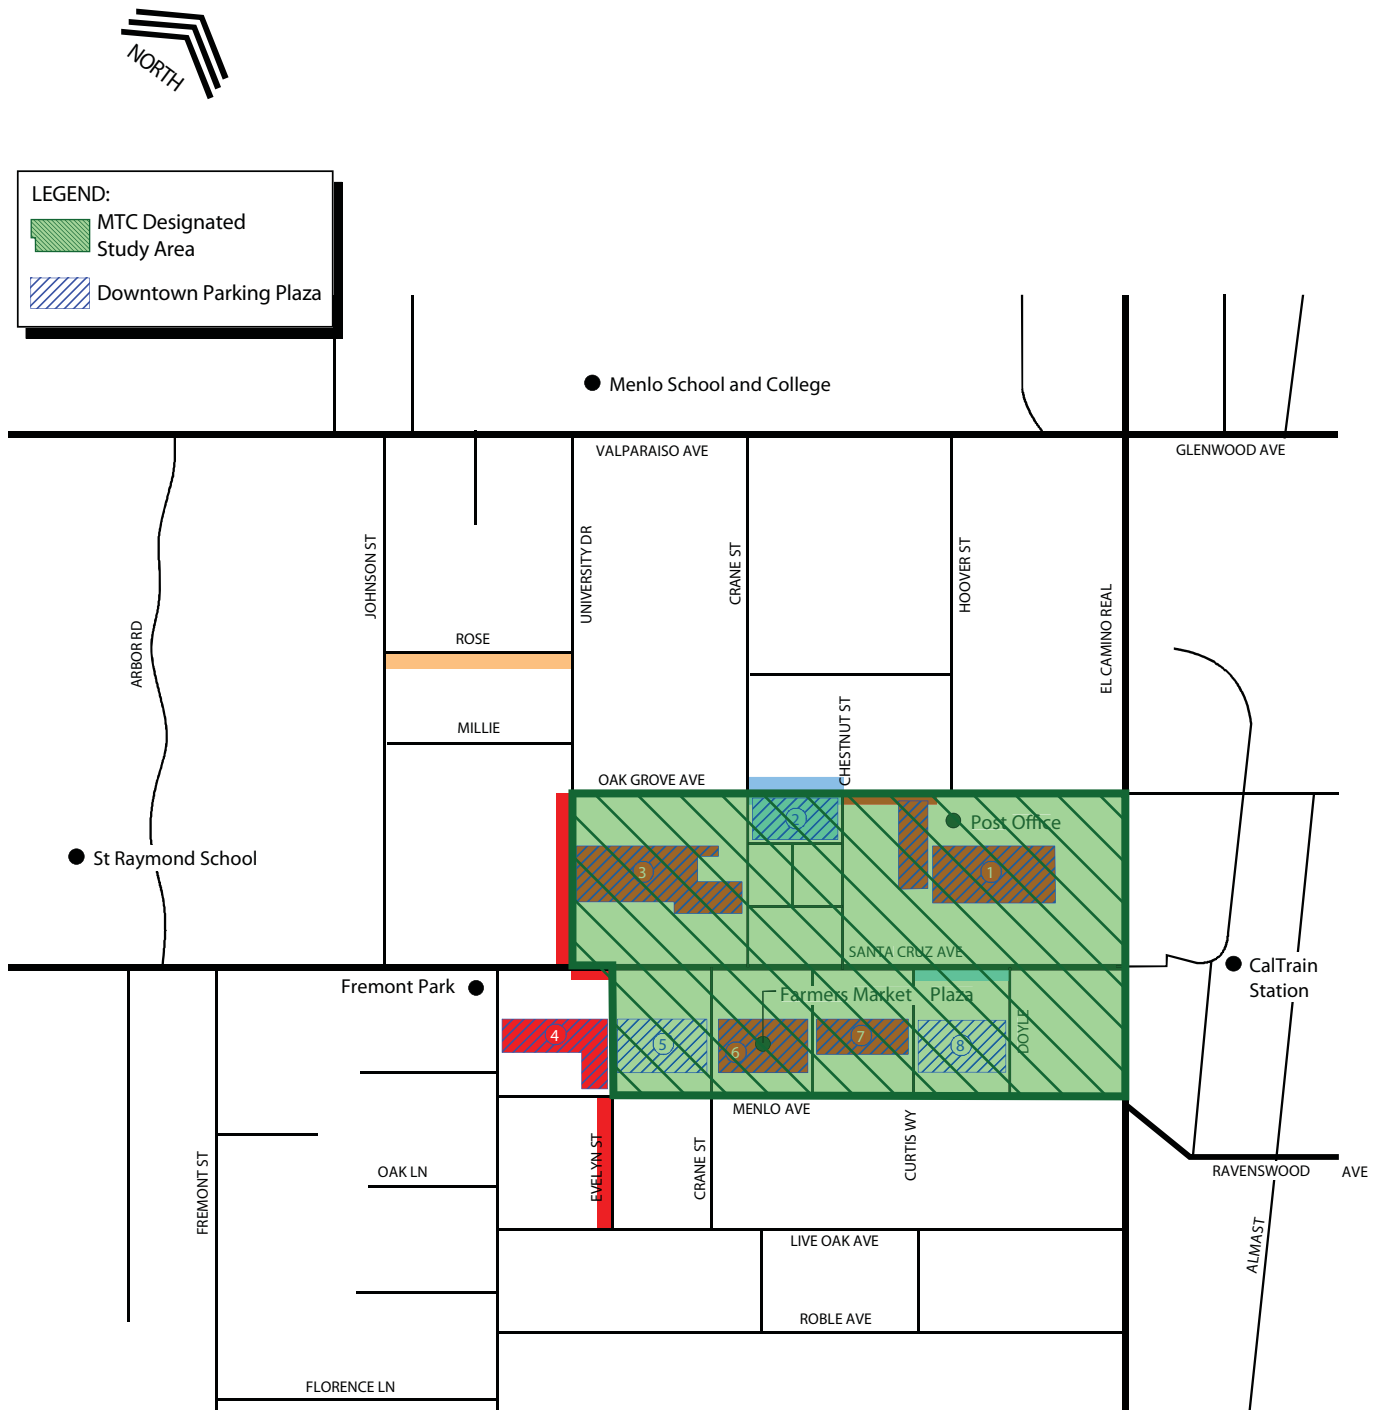 NORTH
LEGEND:
MTC Designated
Study Area
Downtown Parking Plaza
Menlo School and College
VALPARAISO AVE
GLENWOOD AVE
JOHNSON ST
UNIVERSITY DR
CRANE ST
HOOVER ST
EL CAMINO REAL
ARBOR RD
ROSE
MILLIE
CHESTNUT ST
OAK GROVE AVE
2
Post Office
St Raymond School
3
1
SANTA CRUZ AVE
CalTrain
Station
Fremont Park
Farmers Market Plaza
4
5
6
7
8
DOYLE
MENLO AVE
EVELYN ST
CRANE ST
CURTIS WY
FREMONT ST
OAK LN
RAVENSWOOD AVE
ALMAST
LIVE OAK AVE
ROBLE AVE
FLORENCE LN